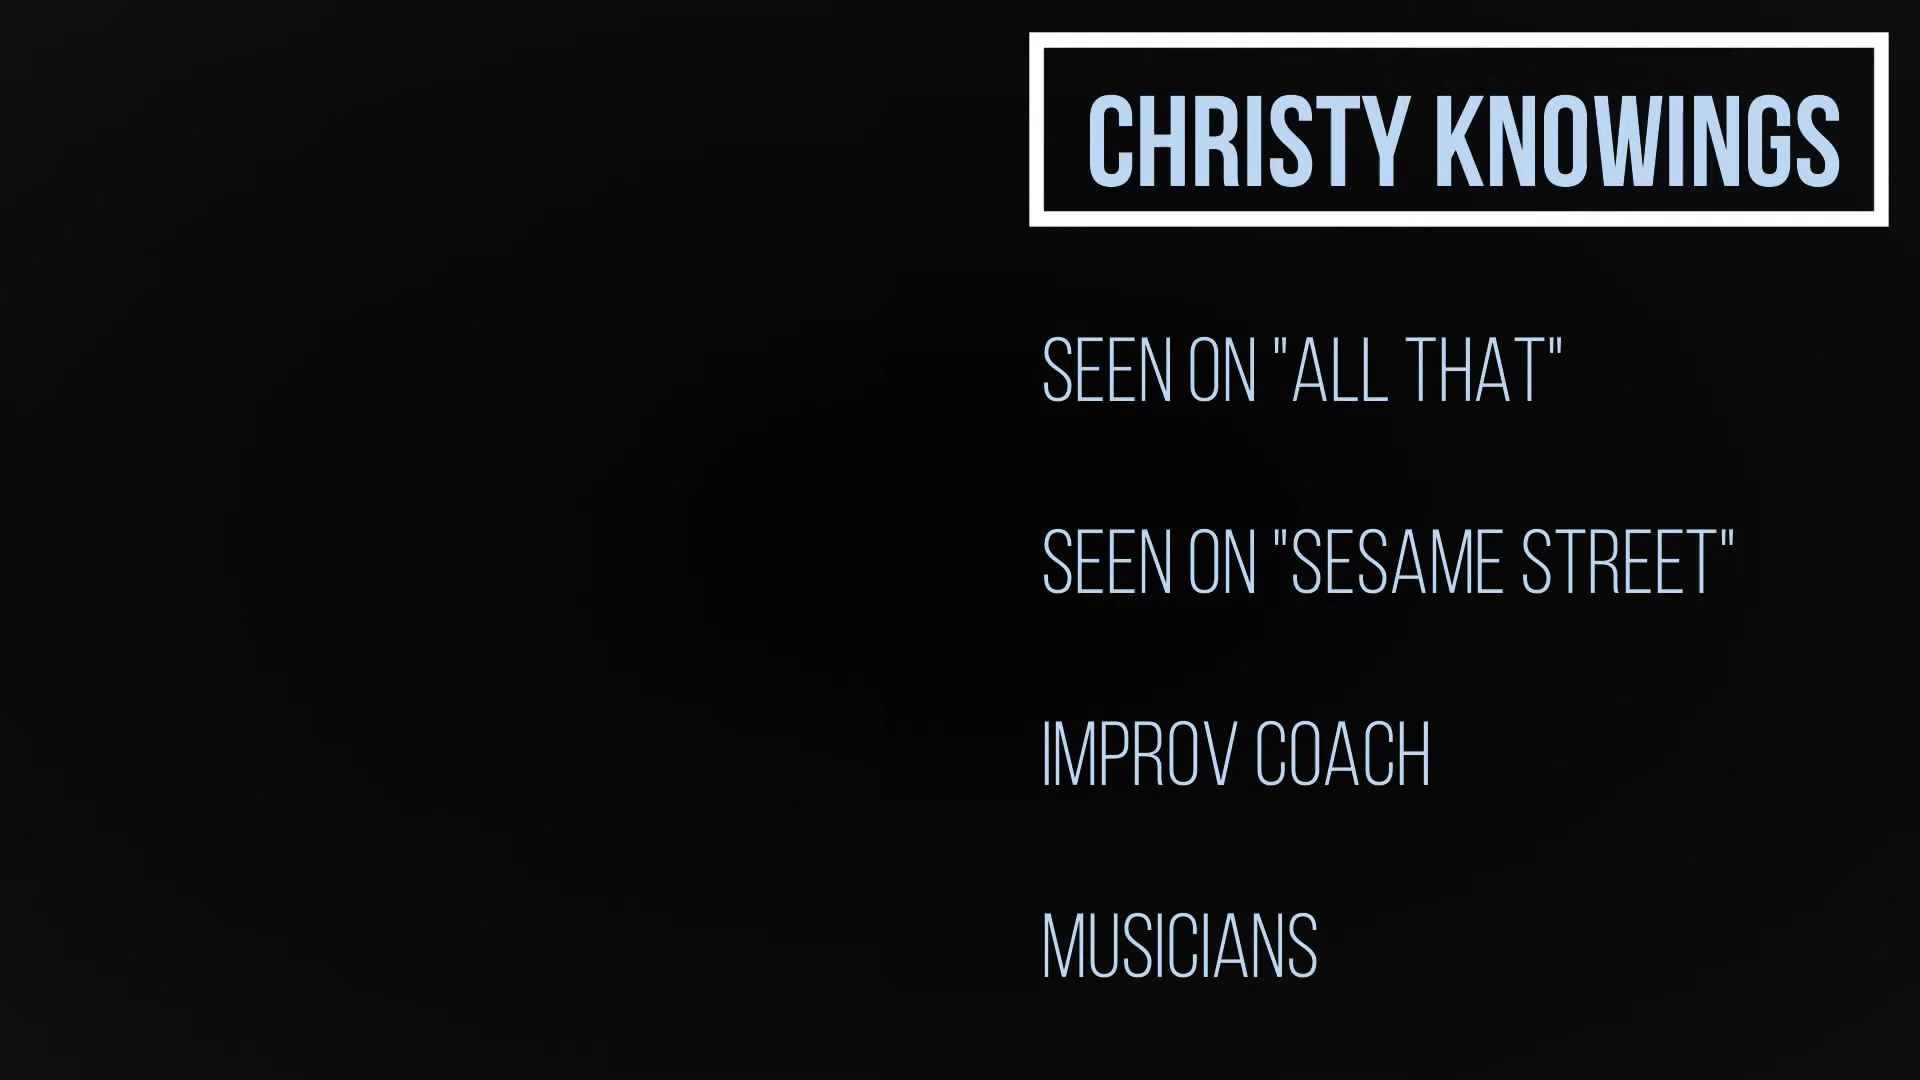 CHRISTY KNOWINGS
SEEN ON "ALL THAT"
SEEN ON "SESAME STREET"
IMPROV COACH
MUSICIANS